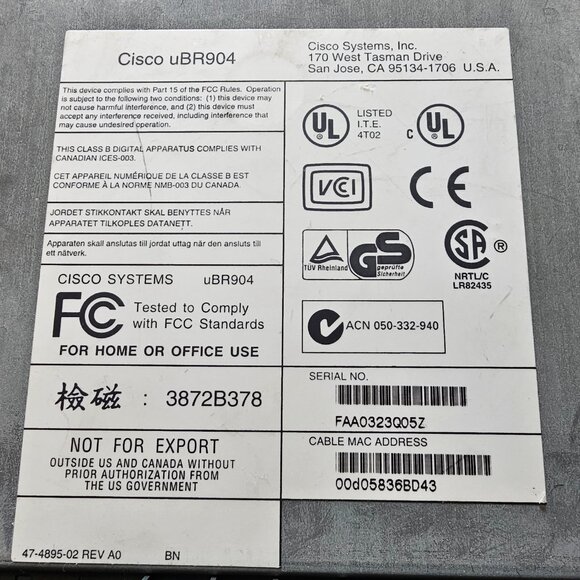 Cisco uBR904
Cisco Systems, Inc.
170 West Tasman Drive
San Jose, CA 95134-1706 U.S.A.
This device complies with Part 15 of the FCC Rules. Operation
is subject to the following two conditions: (1) this device may
not cause harmful interference, and (2) this device must
accept any interference received, including interference that
may cause undesired operation.
THIS CLASS B DIGITAL APPARATUS COMPLIES WITH
CANADIAN ICES-003.
CET APPAREIL NUMÉRIQUE DE LA CLASSE B EST
CONFORME À LA NORME NMB-003 DU CANADA.
JORDET STIKKONTAKT SKAL BENYTTES NÅR
APPARATET TILKOPLES DATANETT.
Apparaten skall anslutas till jordat uttag när den ansluts till
ett nätverk.
CISCO SYSTEMS uBR904
FC
Tested to Comply
with FCC Standards
FOR HOME OR OFFICE USE
檢磁 : 3872B378
NOT FOR EXPORT
OUTSIDE US AND CANADA WITHOUT
PRIOR AUTHORIZATION FROM
THE US GOVERNMENT
47-4895-02 REV A0 BN
UL
LISTED
I.T.E.
4T02
C UL
VCI
CE
TÜV Rheinland
GS
geprüfte
Sicherheit
SA ®
NRTL/C
LR82435
ACN 050-332-940
SERIAL NO.
FAA0323Q05Z
CABLE MAC ADDRESS
00d05836BD43